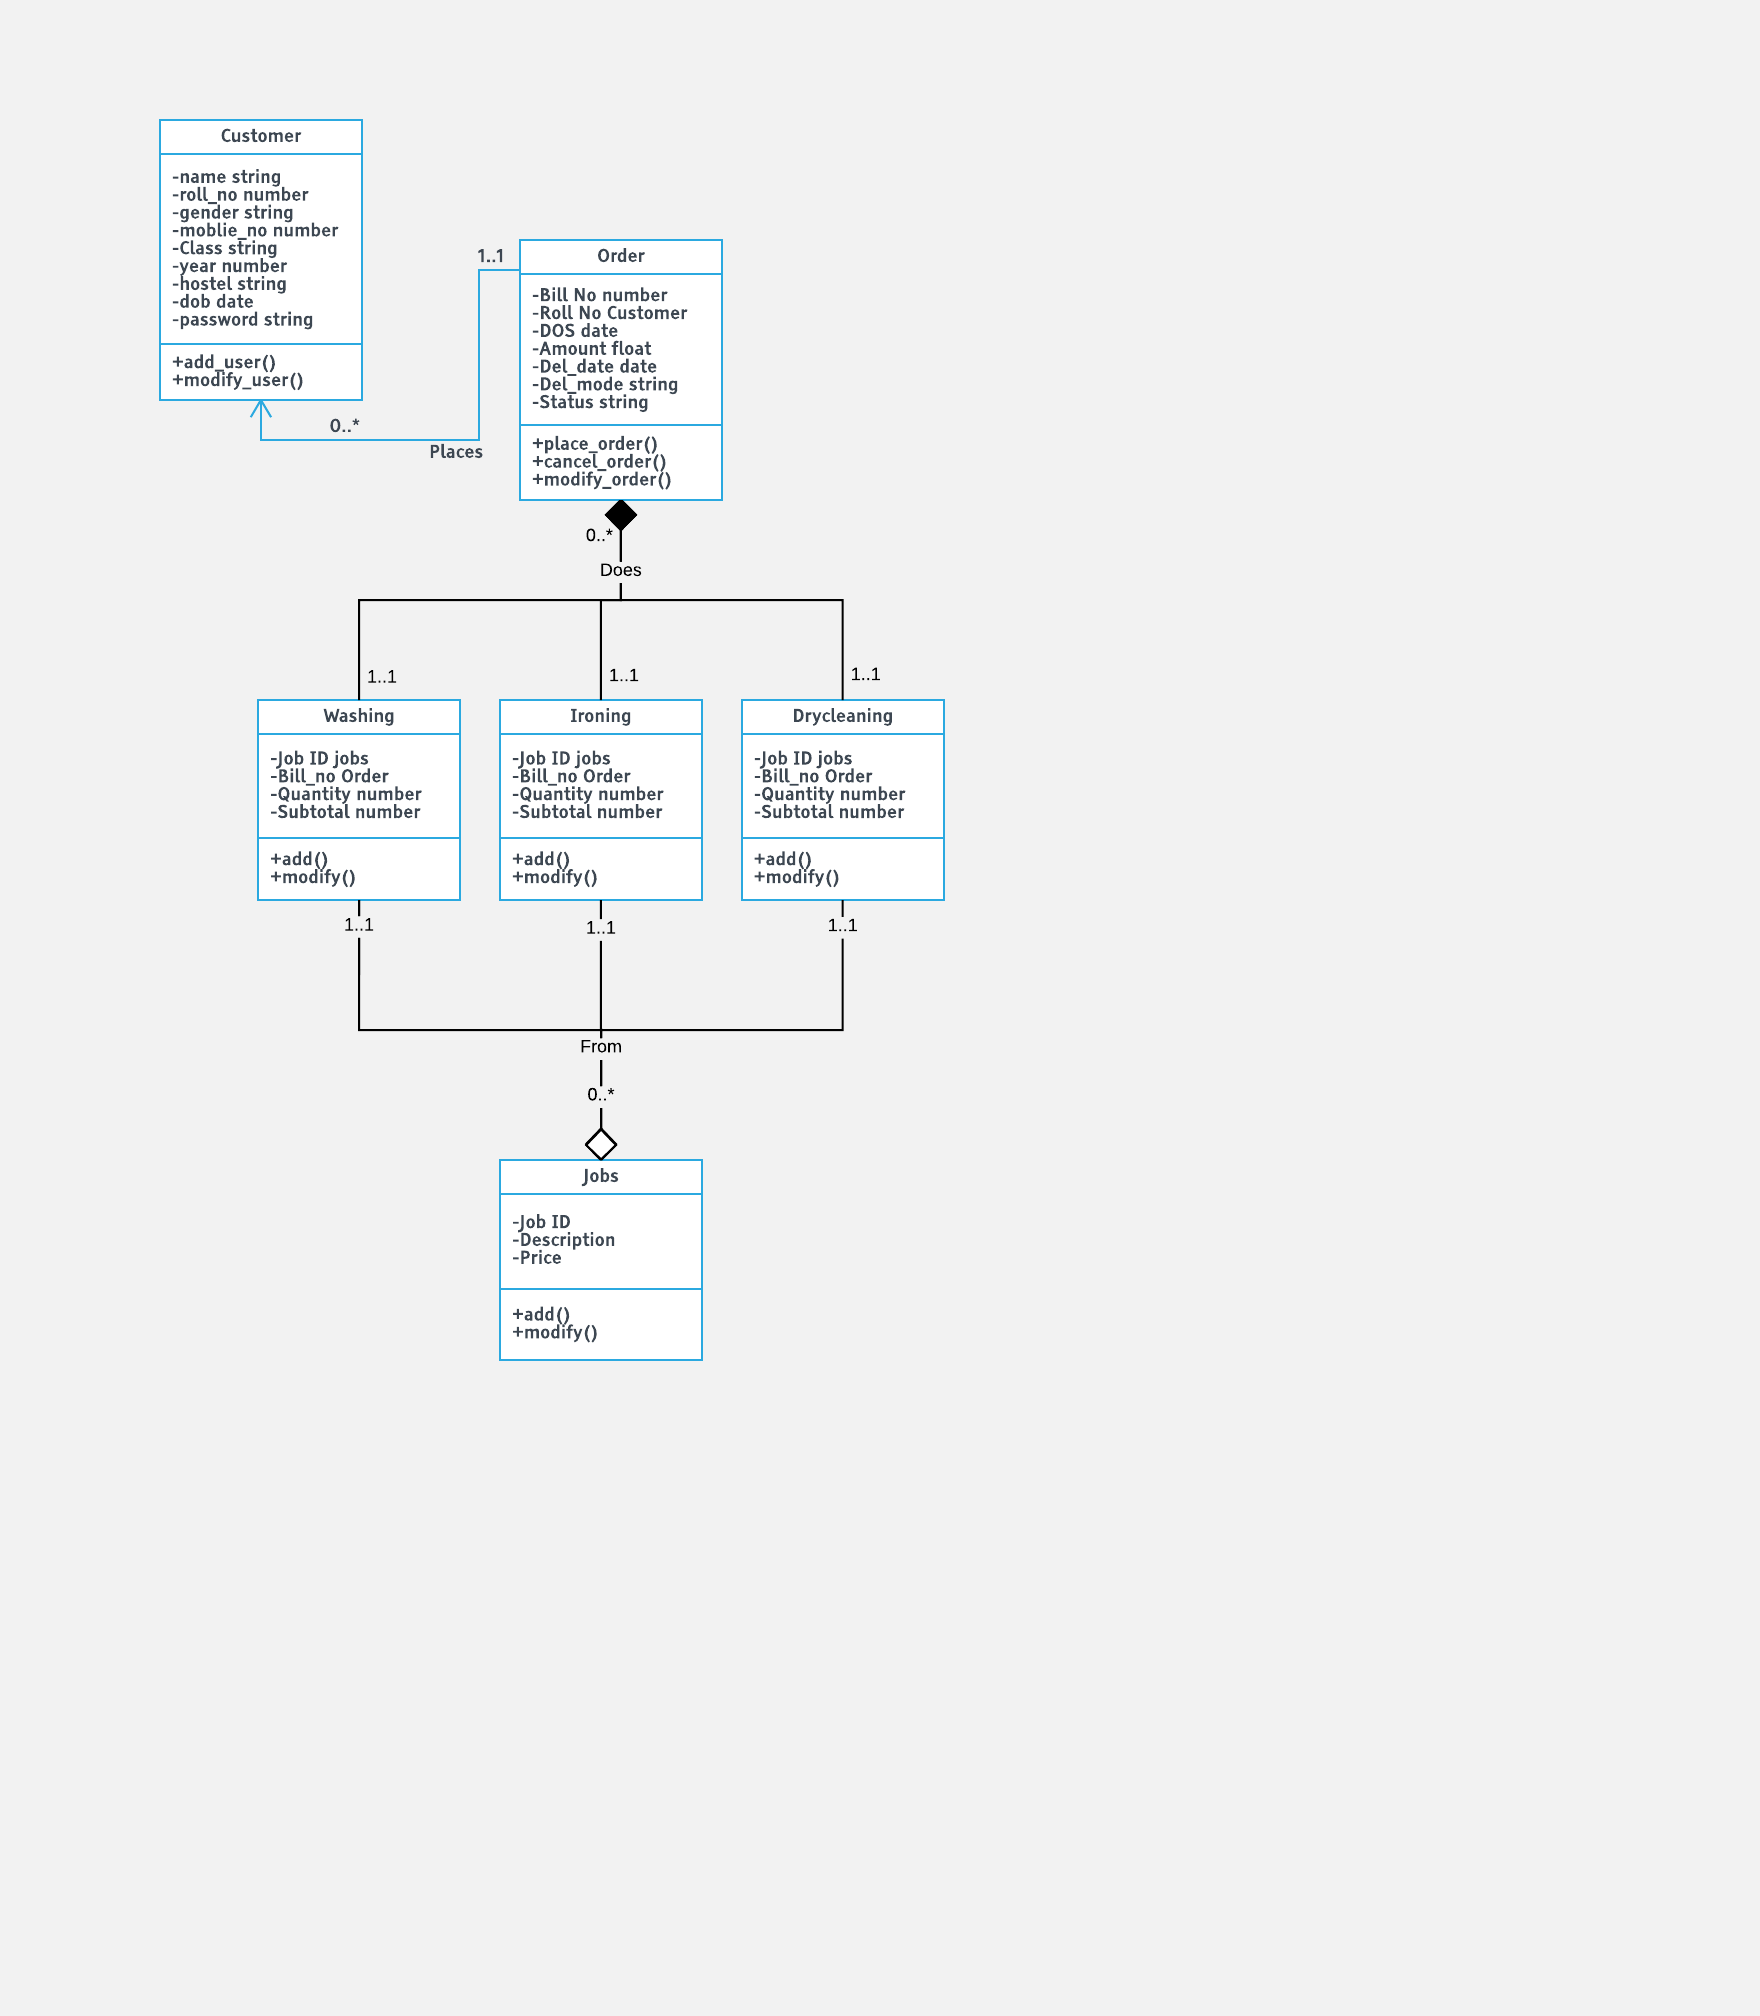 Customer
-name string
-roll_no number
-gender string
-moblie_no number
-Class string
-year number
-hostel string
-dob date
-password string
+add_user()
+modify_user()
0..*
Places
1..1
Order
-Bill No number
-Roll No Customer
-DOS date
-Amount float
-Del_date date
-Del_mode string
-Status string
+place_order()
+cancel_order()
+modify_order()
0..*
Does
1..1
1..1
1..1
Washing
-Job ID jobs
-Bill_no Order
-Quantity number
-Subtotal number
+add()
+modify()
1..1
Ironing
-Job ID jobs
-Bill_no Order
-Quantity number
-Subtotal number
+add()
+modify()
1..1
Drycleaning
-Job ID jobs
-Bill_no Order
-Quantity number
-Subtotal number
+add()
+modify()
1..1
From
0..*
Jobs
-Job ID
-Description
-Price
+add()
+modify()